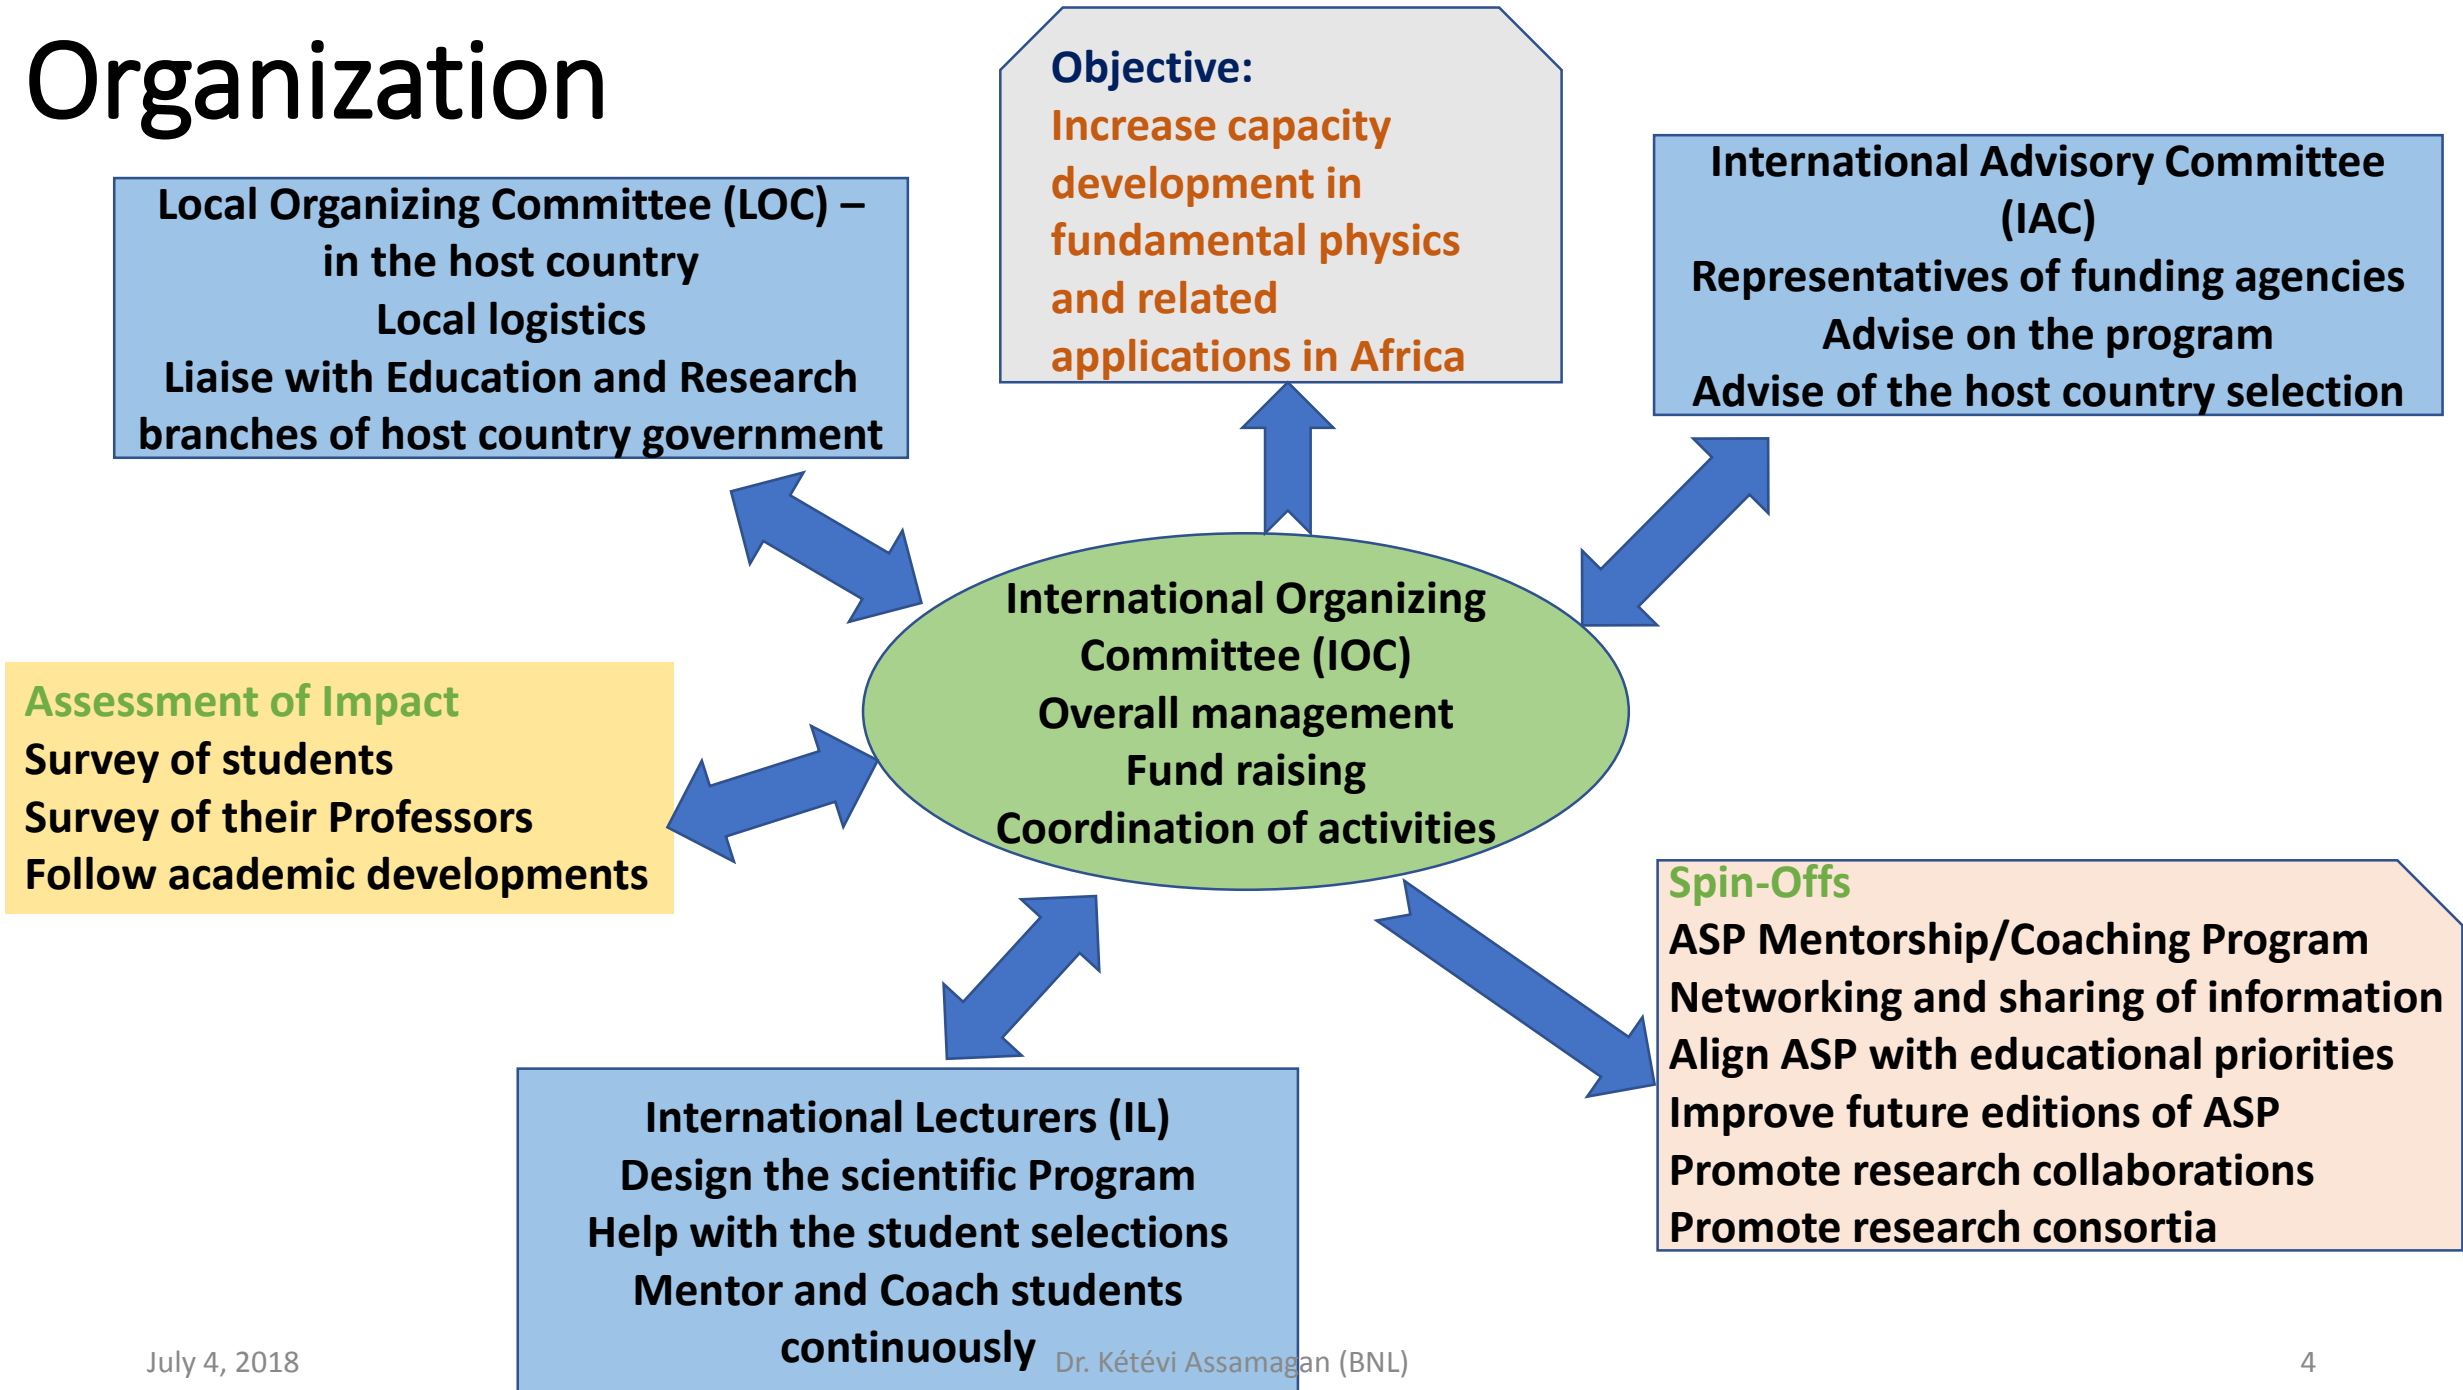 Organization
Objective:
Increase capacity
development in
fundamental physics
and related
applications in Africa
Local Organizing Committee (LOC) –
in the host country
Local logistics
Liaise with Education and Research
branches of host country government
International Advisory Committee
(IAC)
Representatives of funding agencies
Advise on the program
Advise of the host country selection
International Organizing
Committee (IOC)
Overall management
Fund raising
Coordination of activities
Assessment of Impact
Survey of students
Survey of their Professors
Follow academic developments
Spin-Offs
ASP Mentorship/Coaching Program
Networking and sharing of information
Align ASP with educational priorities
Improve future editions of ASP
Promote research collaborations
Promote research consortia
International Lecturers (IL)
Design the scientific Program
Help with the student selections
Mentor and Coach students
continuously
July 4, 2018
Dr. Kétévi Assamagan (BNL)
4